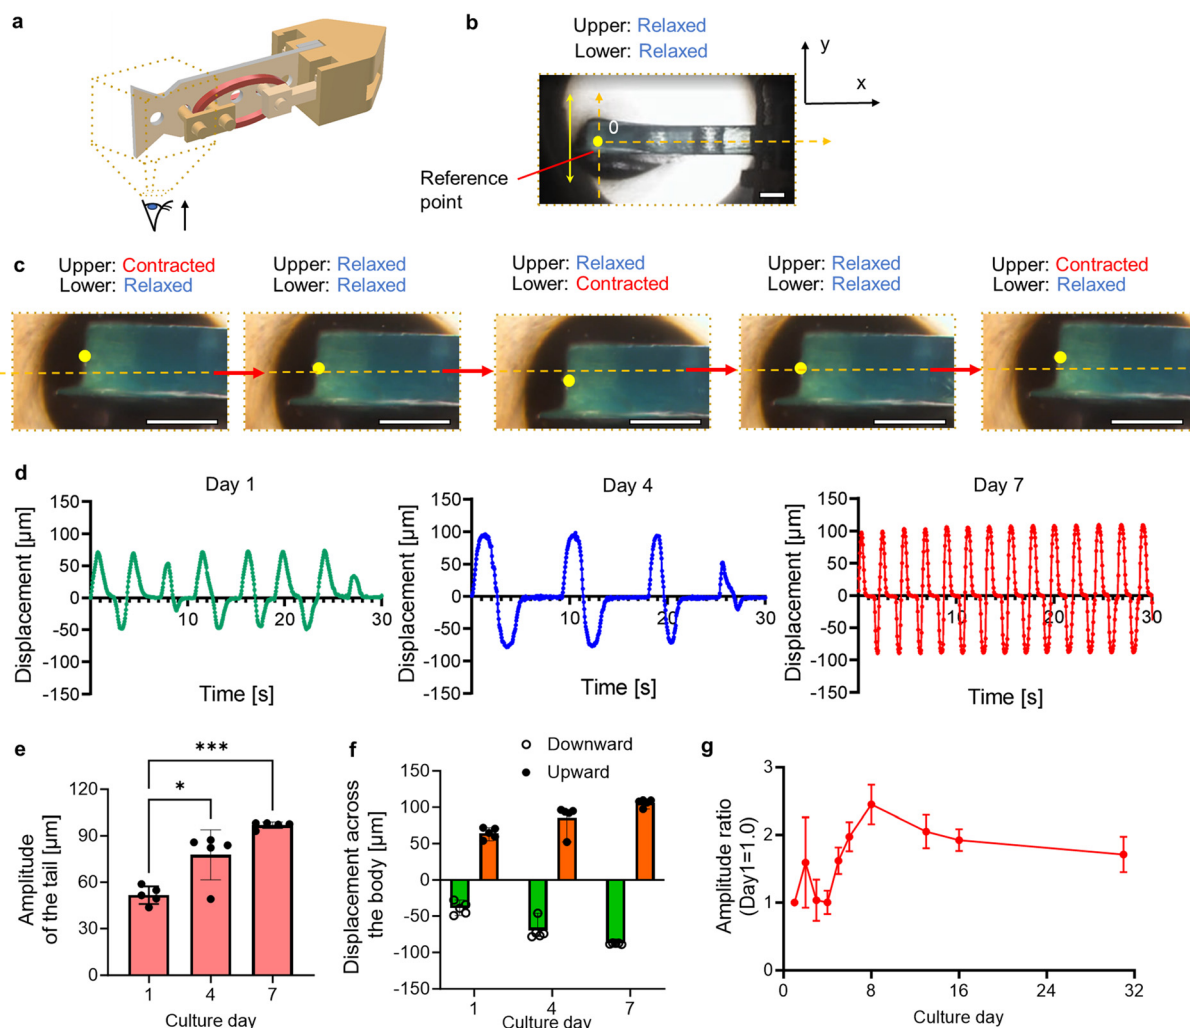 a
b
Upper: Relaxed
Lower: Relaxed
y
x
0
Reference
point
c
Upper: Contracted
Lower: Relaxed
Upper: Relaxed
Lower: Relaxed
Upper: Relaxed
Lower: Contracted
Upper: Relaxed
Lower: Relaxed
Upper: Contracted
Lower: Relaxed
d
Day 1
Displacement [µm]
150
100
50
0
-50
-100
-150
10
20
30
Time [s]
Day 4
Displacement [µm]
150
100
50
0
-50
-100
-150
10
20
30
Time [s]
Day 7
Displacement [µm]
150
100
50
0
-50
-100
-150
10
20
30
Time [s]
e
Amplitude
of the tail [µm]
120
90
60
30
0
***
*
1
4
7
Culture day
f
Downward
Upward
Displacement across
the body [µm]
150
100
50
0
-50
-100
-150
1
4
7
Culture day
g
Amplitude ratio
(Day1=1.0)
3
2
1
0
0
8
16
24
32
Culture day